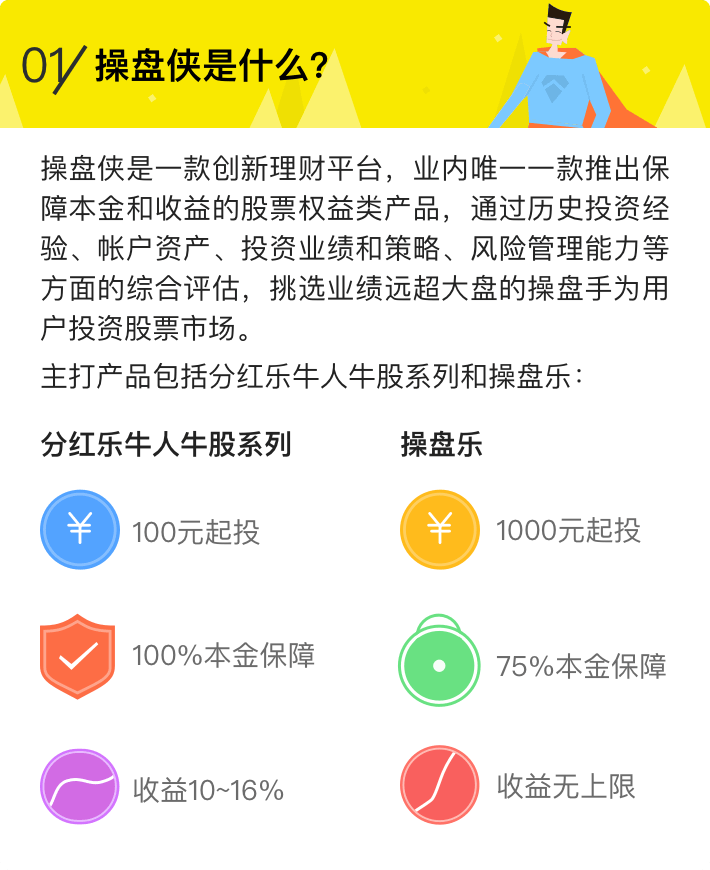 01/ 操盘侠是什么?
操盘侠是一款创新理财平台，业内唯一一款推出保
障本金和收益的股票权益类产品，通过历史投资经
验、帐户资产、投资业绩和策略、风险管理能力等
方面的综合评估，挑选业绩远超大盘的操盘手为用
户投资股票市场。
主打产品包括分红乐牛人牛股系列和操盘乐：
分红乐牛人牛股系列
¥ 100元起投
100%本金保障
收益10~16%
操盘乐
¥ 1000元起投
75%本金保障
收益无上限